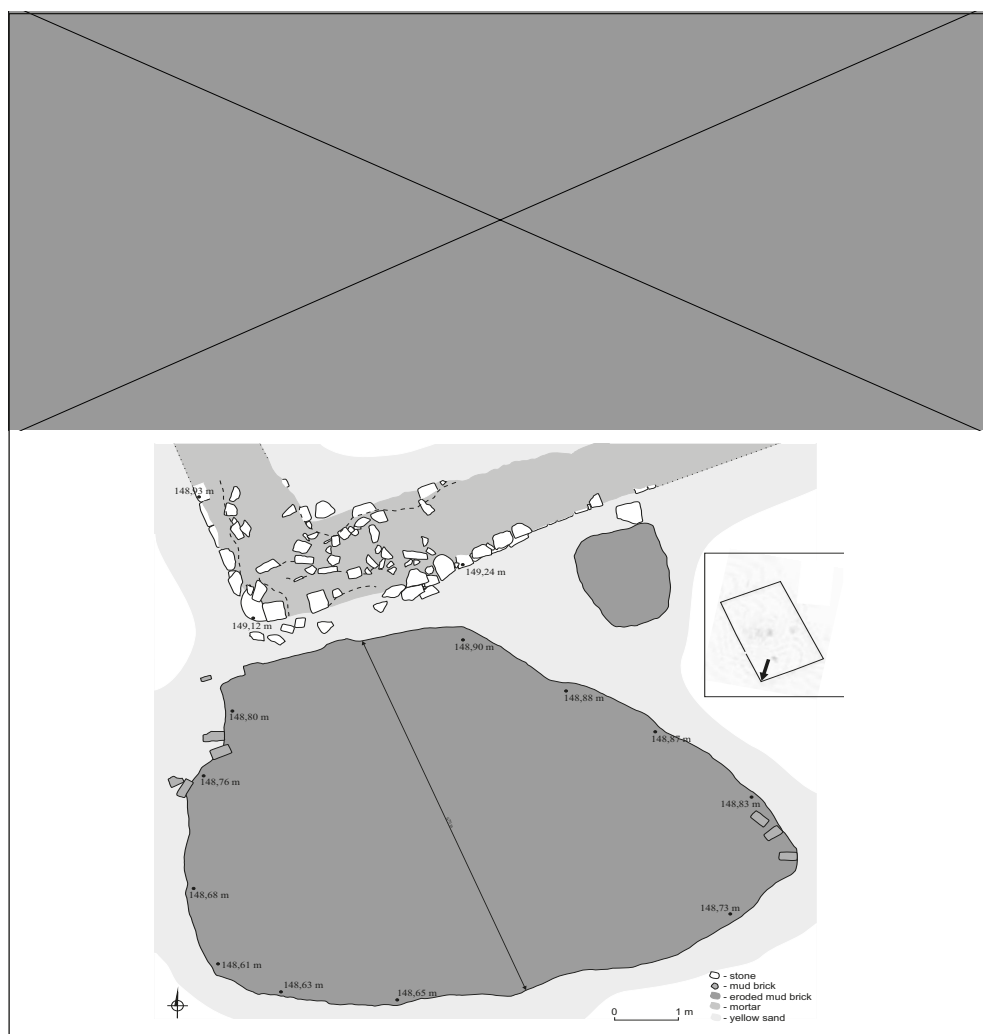 148,93 m
149,24 m
149,12 m
148,90 m
148,88 m
148,80 m
148,87 m
148,76 m
148,83 m
148,68 m
148,73 m
148,61 m
148,63 m
148,65 m
- stone
- mud brick
- eroded mud brick
- mortar
- yellow sand
0 1 m